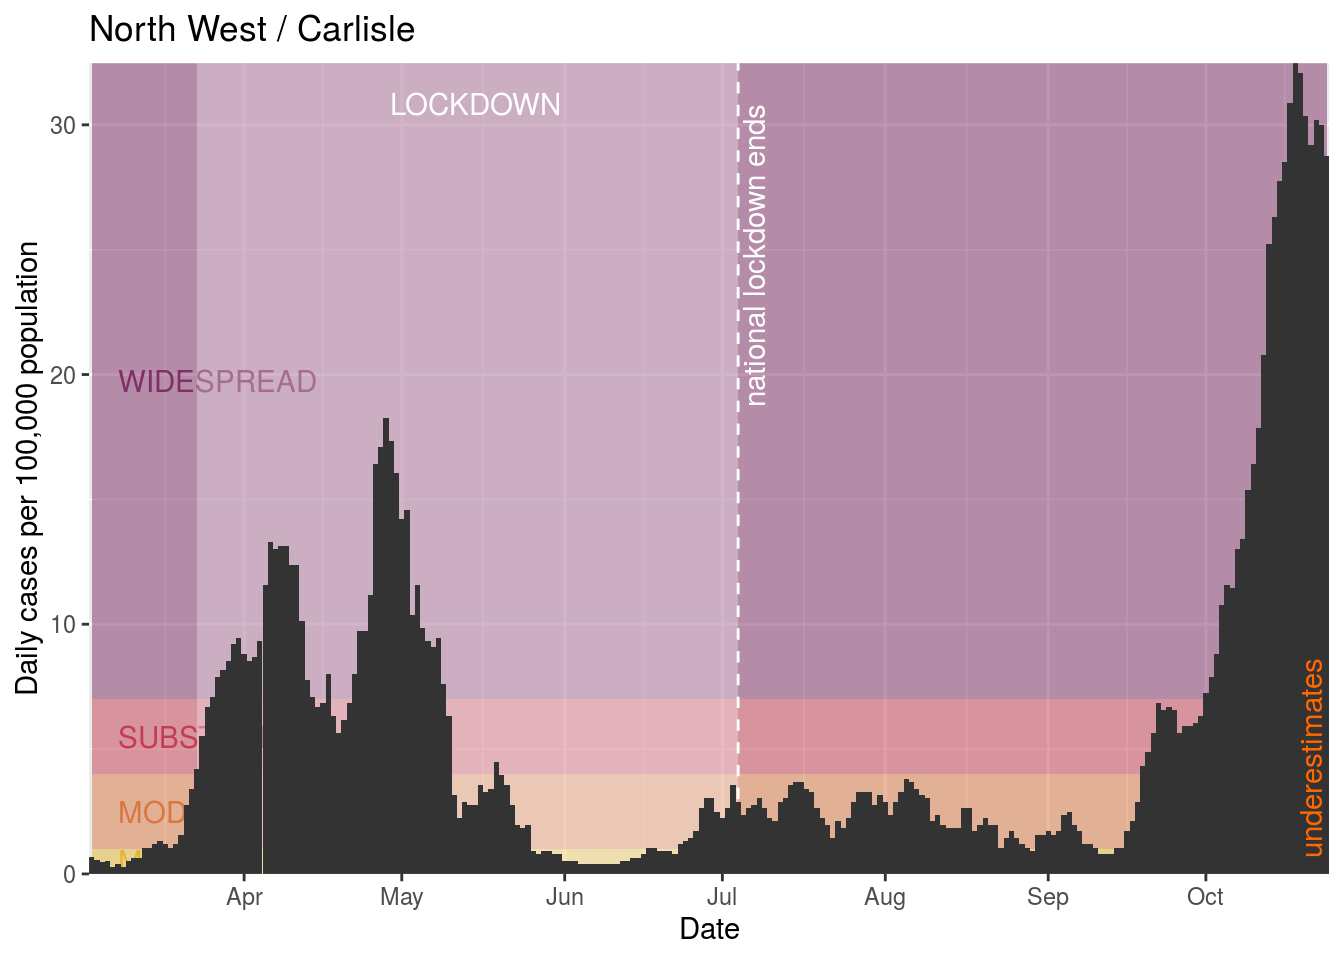 North West / Carlisle
Daily cases per 100,000 population
30
20
10
0
LOCKDOWN
national lockdown ends
WIDESPREAD
underestimates
Apr
May
Jun
Jul
Aug
Sep
Oct
Date